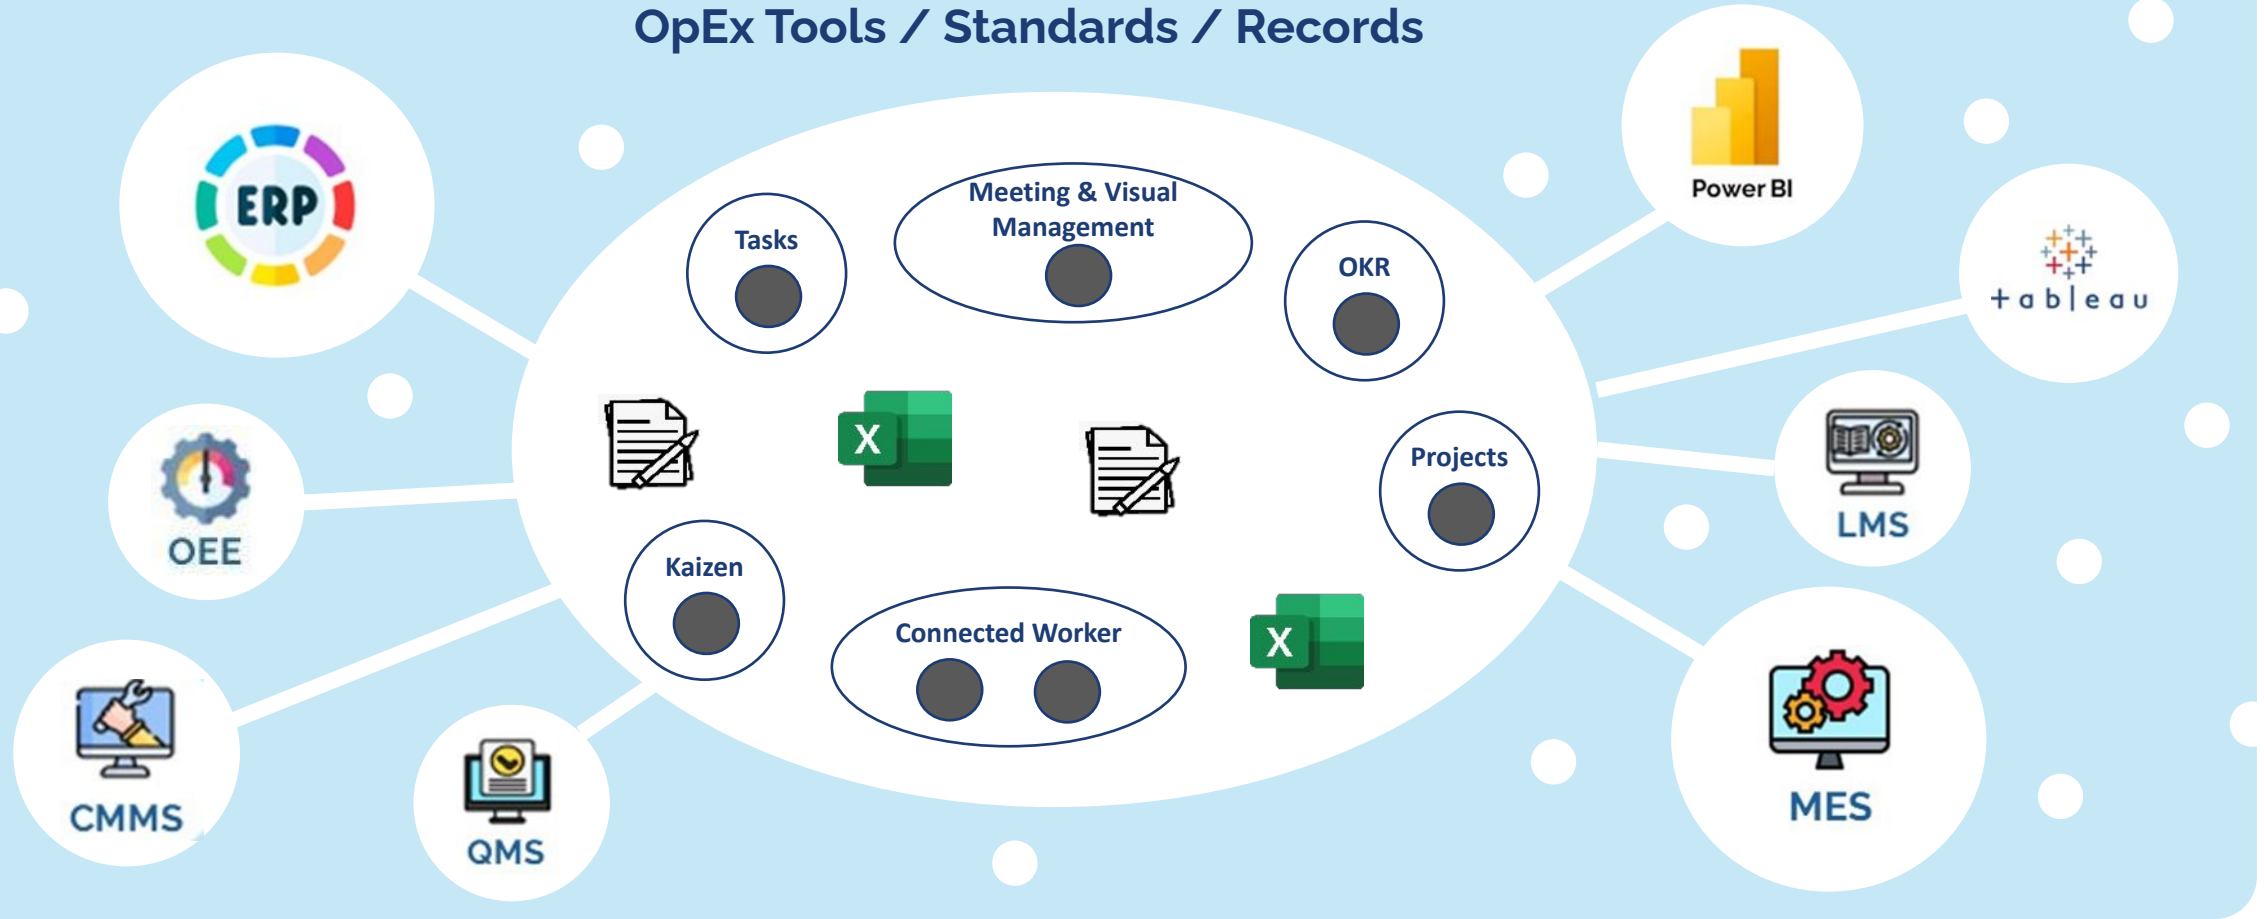 OpEx Tools / Standards / Records
ERP
Power BI
Meeting & Visual
Management
Tasks
OKR
+ableau
X
Projects
LMS
OEE
Kaizen
Connected Worker
X
CMMS
QMS
MES